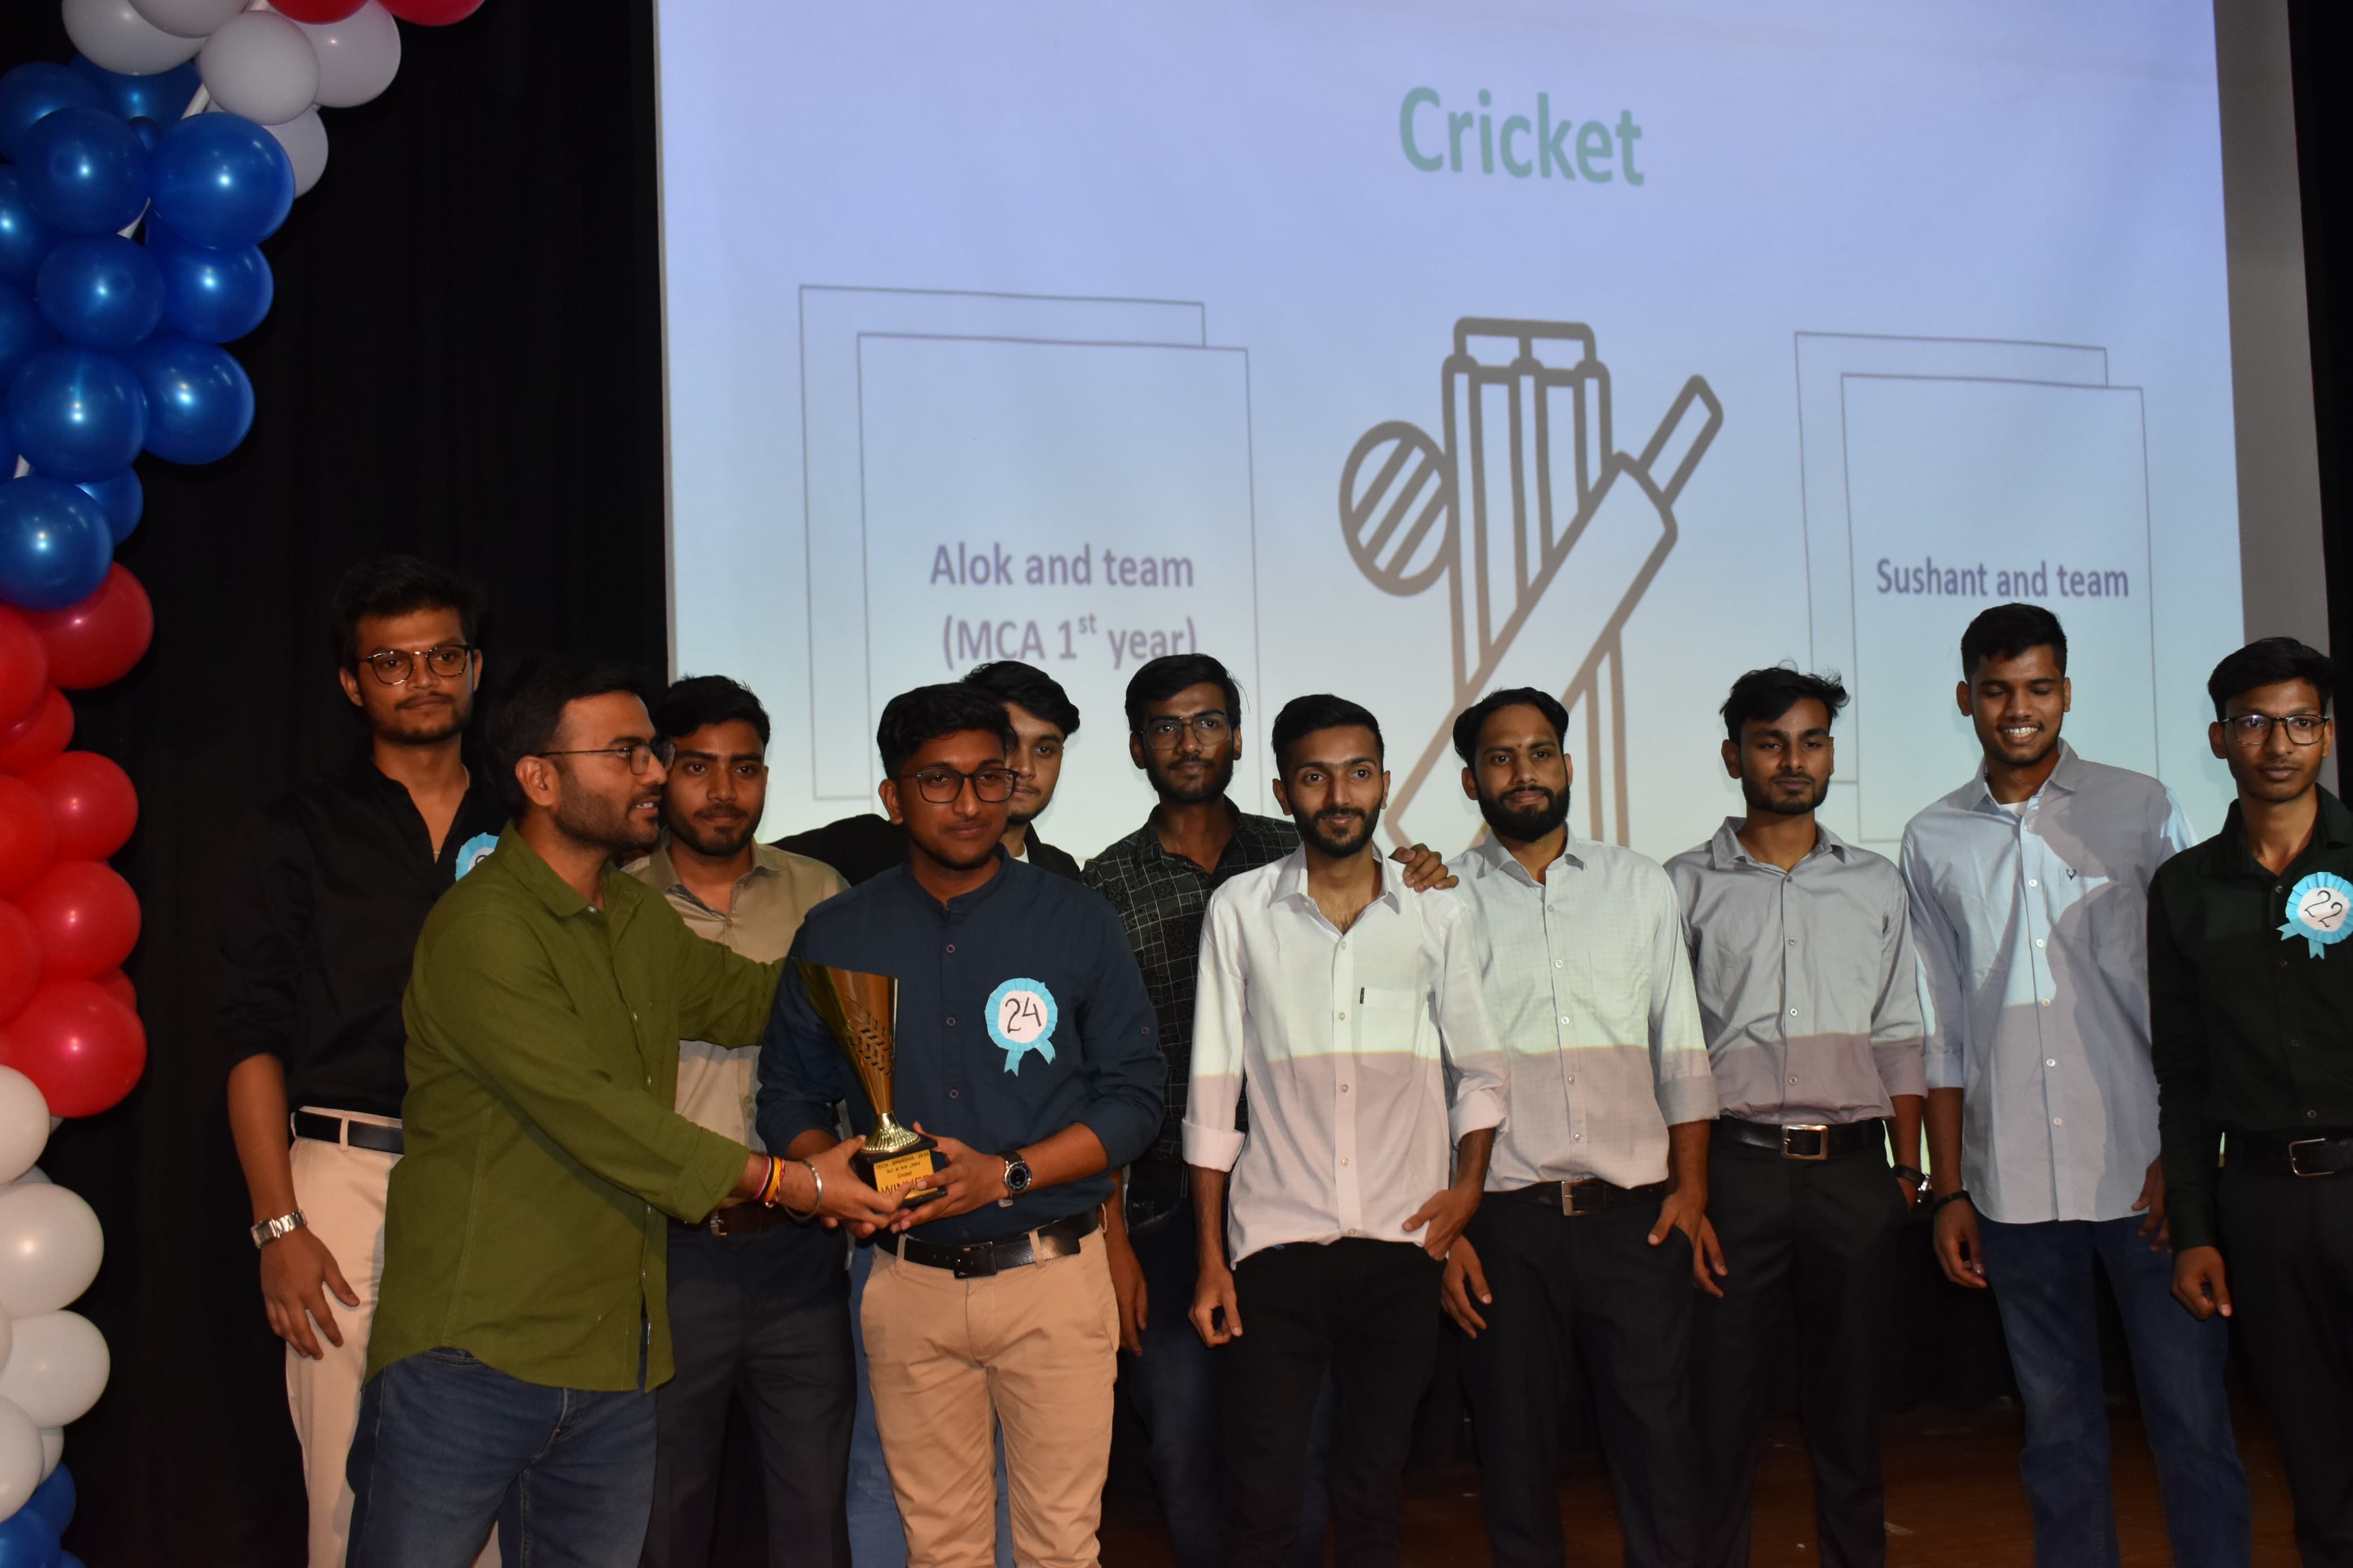 Cricket
Alok and team
(MCA 1st year)
Sushant and team
24
22